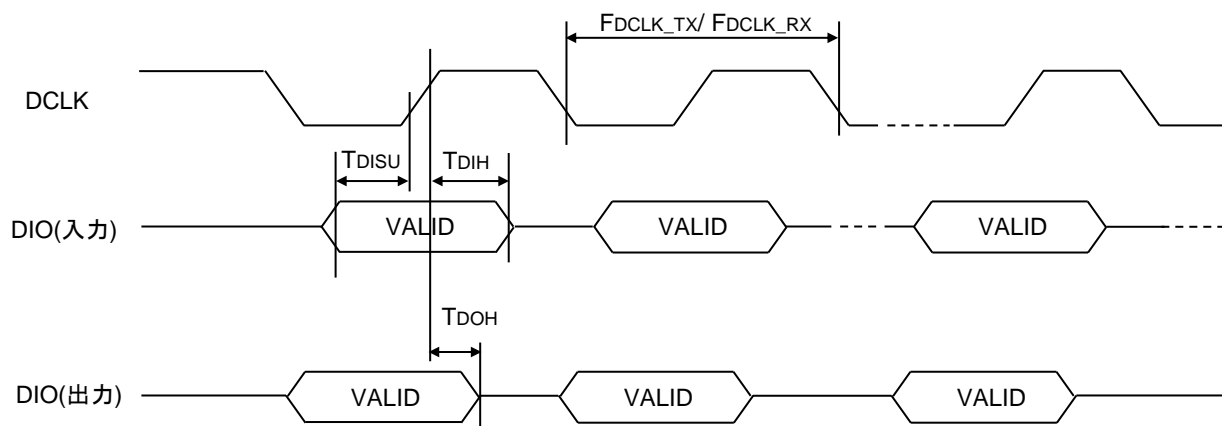 FDCLK_TX/ FDCLK_RX
DCLK
TDISU TDIH
DIO(入力) VALID VALID VALID
TDOH
DIO(出力) VALID VALID VALID